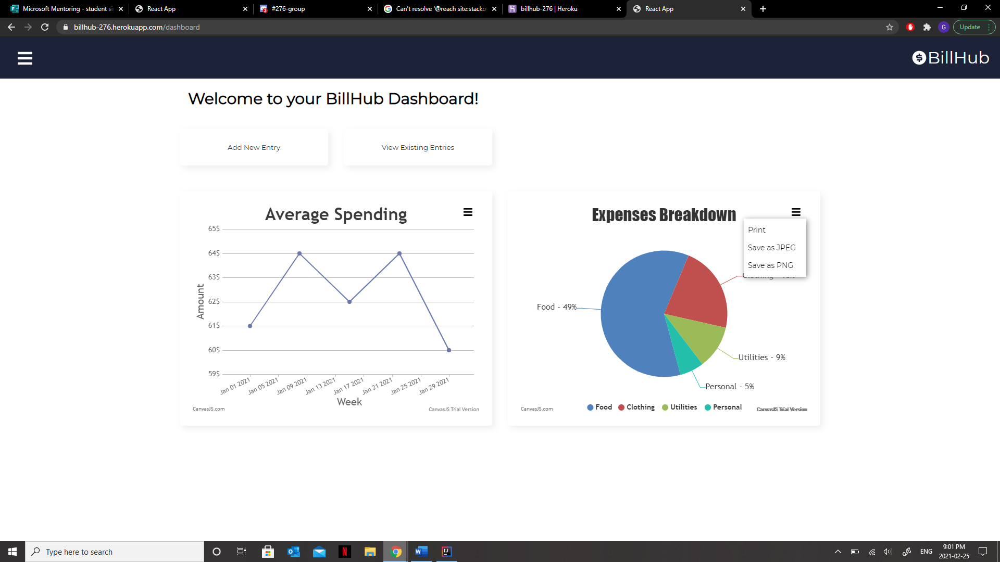 Microsoft Mentoring - student si
React App
#276-group
Can't resolve '@reach site:stacko
billhub-276 | Heroku
React App
billhub-276.herokuapp.com/dashboard
G
Update
BillHub
Welcome to your BillHub Dashboard!
Add New Entry
View Existing Entries
Average Spending
65$
64$
63$
62$
61$
60$
59$
Amount
Jan 01 2021
Jan 05 2021
Jan 09 2021
Jan 13 2021
Jan 17 2021
Jan 21 2021
Jan 25 2021
Jan 29 2021
Week
CanvasJS.com
CanvasJS Trial Version
Expenses Breakdown
Print
Save as JPEG
Save as PNG
Food - 49%
Utilities - 9%
Personal - 5%
Food
Clothing
Utilities
Personal
CanvasJS.com
CanvasJS Trial Version
Type here to search
ENG
9:01 PM
2021-02-25